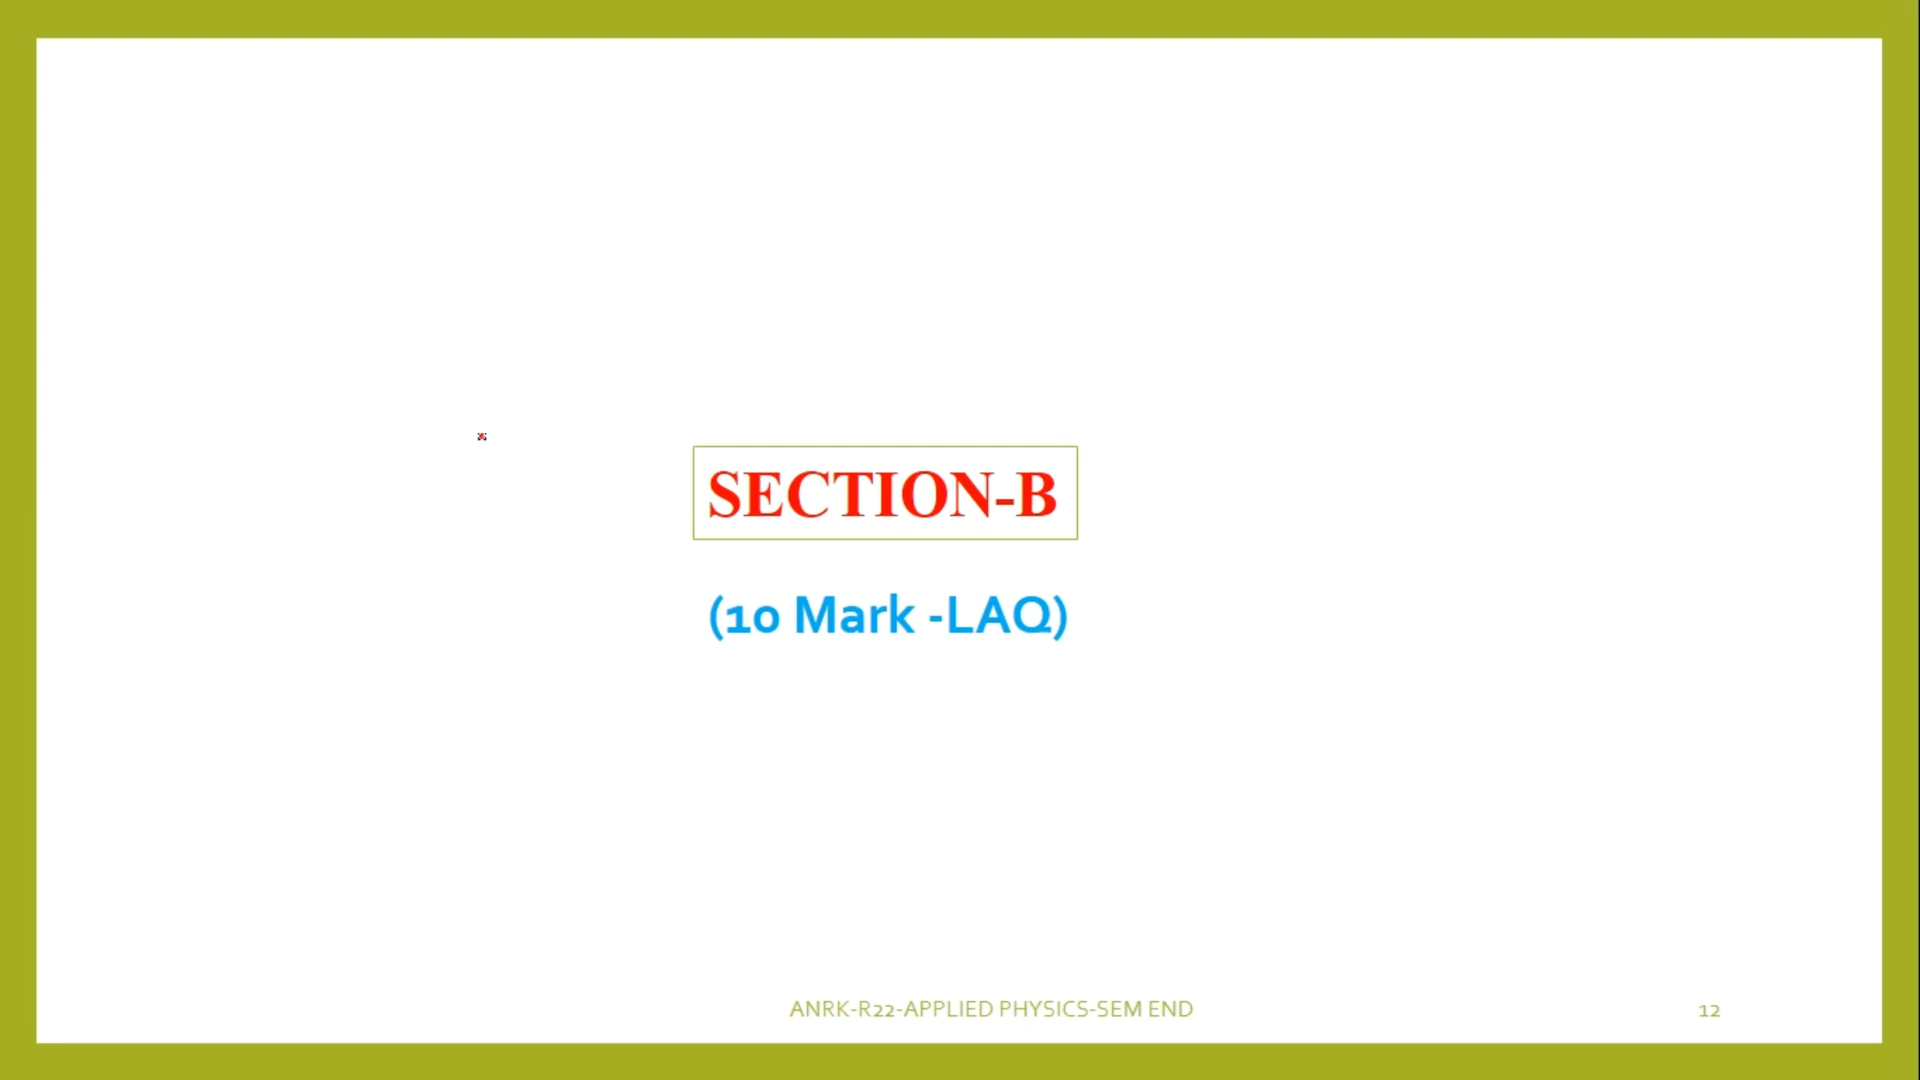 SECTION-B
(10 Mark -LAQ)
ANRK-R22-APPLIED PHYSICS-SEM END
12